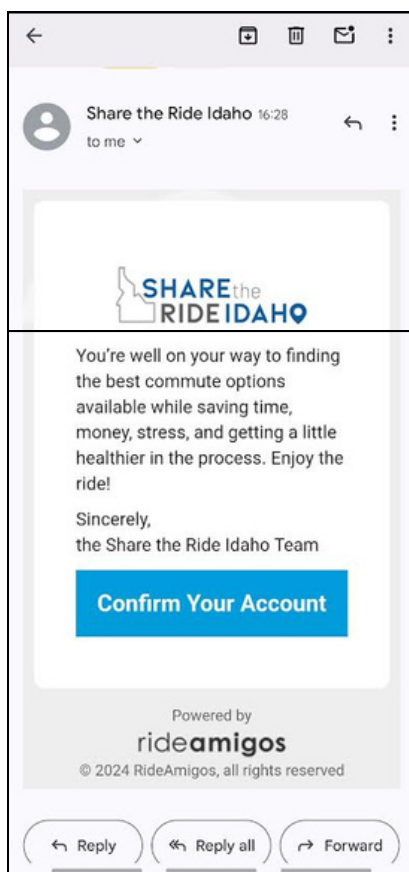 Share the Ride Idaho 16:28
to me
SHARE the
RIDE IDAHO
You're well on your way to finding
the best commute options
available while saving time,
money, stress, and getting a little
healthier in the process. Enjoy the
ride!
Sincerely,
the Share the Ride Idaho Team
Confirm Your Account
Powered by
rideamigos
© 2024 RideAmigos, all rights reserved
Reply
Reply all
Forward